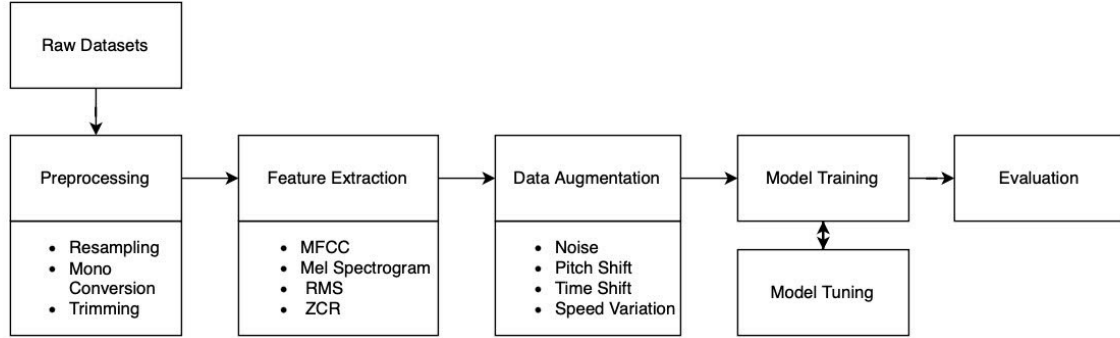 Raw Datasets
Preprocessing
• Resampling
• Mono
Conversion
• Trimming
Feature Extraction
• MFCC
• Mel Spectrogram
• RMS
• ZCR
Data Augmentation
• Noise
• Pitch Shift
• Time Shift
• Speed Variation
Model Training
Model Tuning
Evaluation